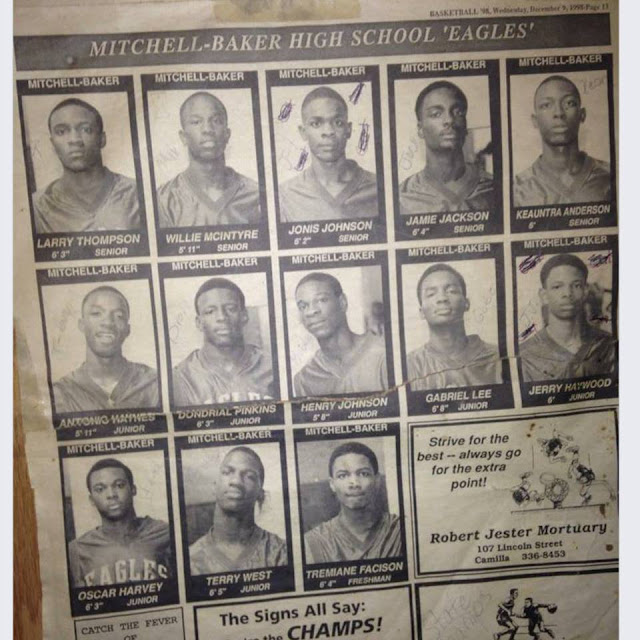 BASKETBALL '98, Wednesday, December 9, 1998-Page 11
MITCHELL-BAKER HIGH SCHOOL 'EAGLES'
MITCHELL-BAKER MITCHELL-BAKER MITCHELL-BAKER MITCHELL-BAKER MITCHELL-BAKER
LARRY THOMPSON WILLIE MCINTYRE JONIS JOHNSON JAMIE JACKSON KEAUNTRA ANDERSON
6' 3" SENIOR 5' 11" SENIOR 6' 2" SENIOR 6' 4" SENIOR 6' SENIOR
MITCHELL-BAKER MITCHELL-BAKER MITCHELL-BAKER MITCHELL-BAKER MITCHELL-BAKER
EAGLES
ANTONIO HAYNES DONDRIAL PINKINS HENRY JOHNSON GABRIEL LEE JERRY HAYWOOD
5' 11" JUNIOR 6' 3" JUNIOR 6' 8" JUNIOR 6' 8" JUNIOR 6' JUNIOR
MITCHELL-BAKER MITCHELL-BAKER MITCHELL-BAKER
EAGLES
OSCAR HARVEY TERRY WEST TREMIANE FACISON
6' 3" JUNIOR 6' 5" JUNIOR 6' 4" FRESHMAN
Strive for the
best – always go
for the extra
point!
Robert Jester Mortuary
107 Lincoln Street
Camilla 336-8453
CATCH THE FEVER
OF
The Signs All Say:
the CHAMPS!